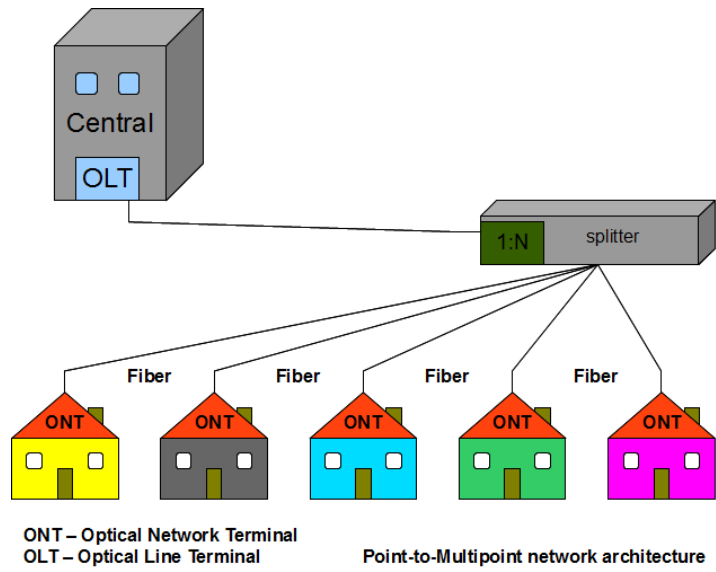 Central
OLT
1:N splitter
Fiber Fiber Fiber Fiber
ONT ONT ONT ONT ONT
ONT – Optical Network Terminal
OLT – Optical Line Terminal
Point-to-Multipoint network architecture